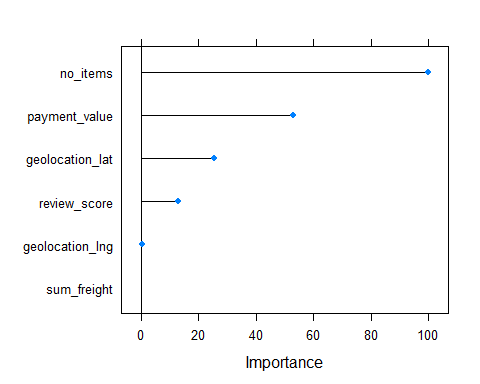 no_items
payment_value
geolocation_lat
review_score
geolocation_lng
sum_freight
0 20 40 60 80 100
Importance